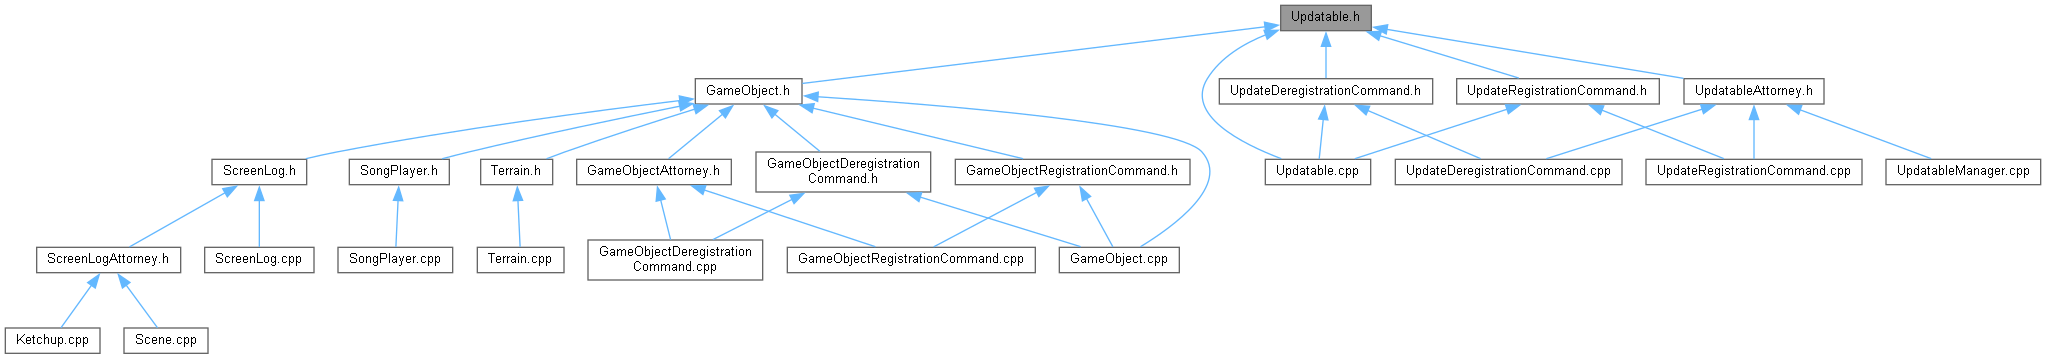 Updatable.h
GameObject.h
UpdateDeregistrationCommand.h
UpdateRegistrationCommand.h
UpdatableAttorney.h
ScreenLog.h
SongPlayer.h
Terrain.h
GameObjectAttorney.h
GameObjectDeregistration
Command.h
GameObjectRegistrationCommand.h
Updatable.cpp
UpdateDeregistrationCommand.cpp
UpdateRegistrationCommand.cpp
UpdatableManager.cpp
ScreenLogAttorney.h
ScreenLog.cpp
SongPlayer.cpp
Terrain.cpp
GameObjectDeregistration
Command.cpp
GameObjectRegistrationCommand.cpp
GameObject.cpp
Ketchup.cpp
Scene.cpp